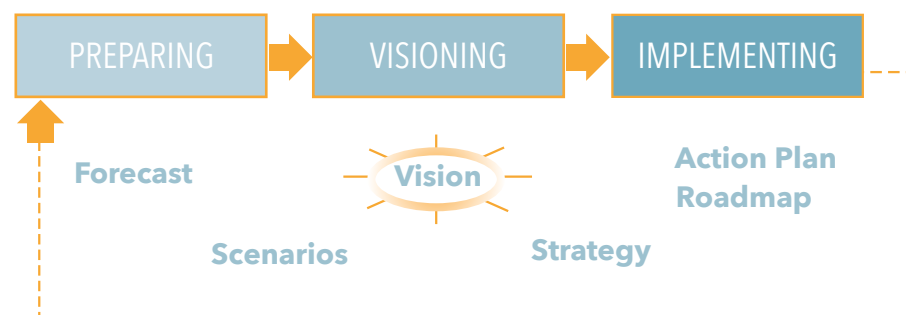 PREPARING
VISIONING
IMPLEMENTING
Forecast
Vision
Action Plan
Roadmap
Scenarios
Strategy